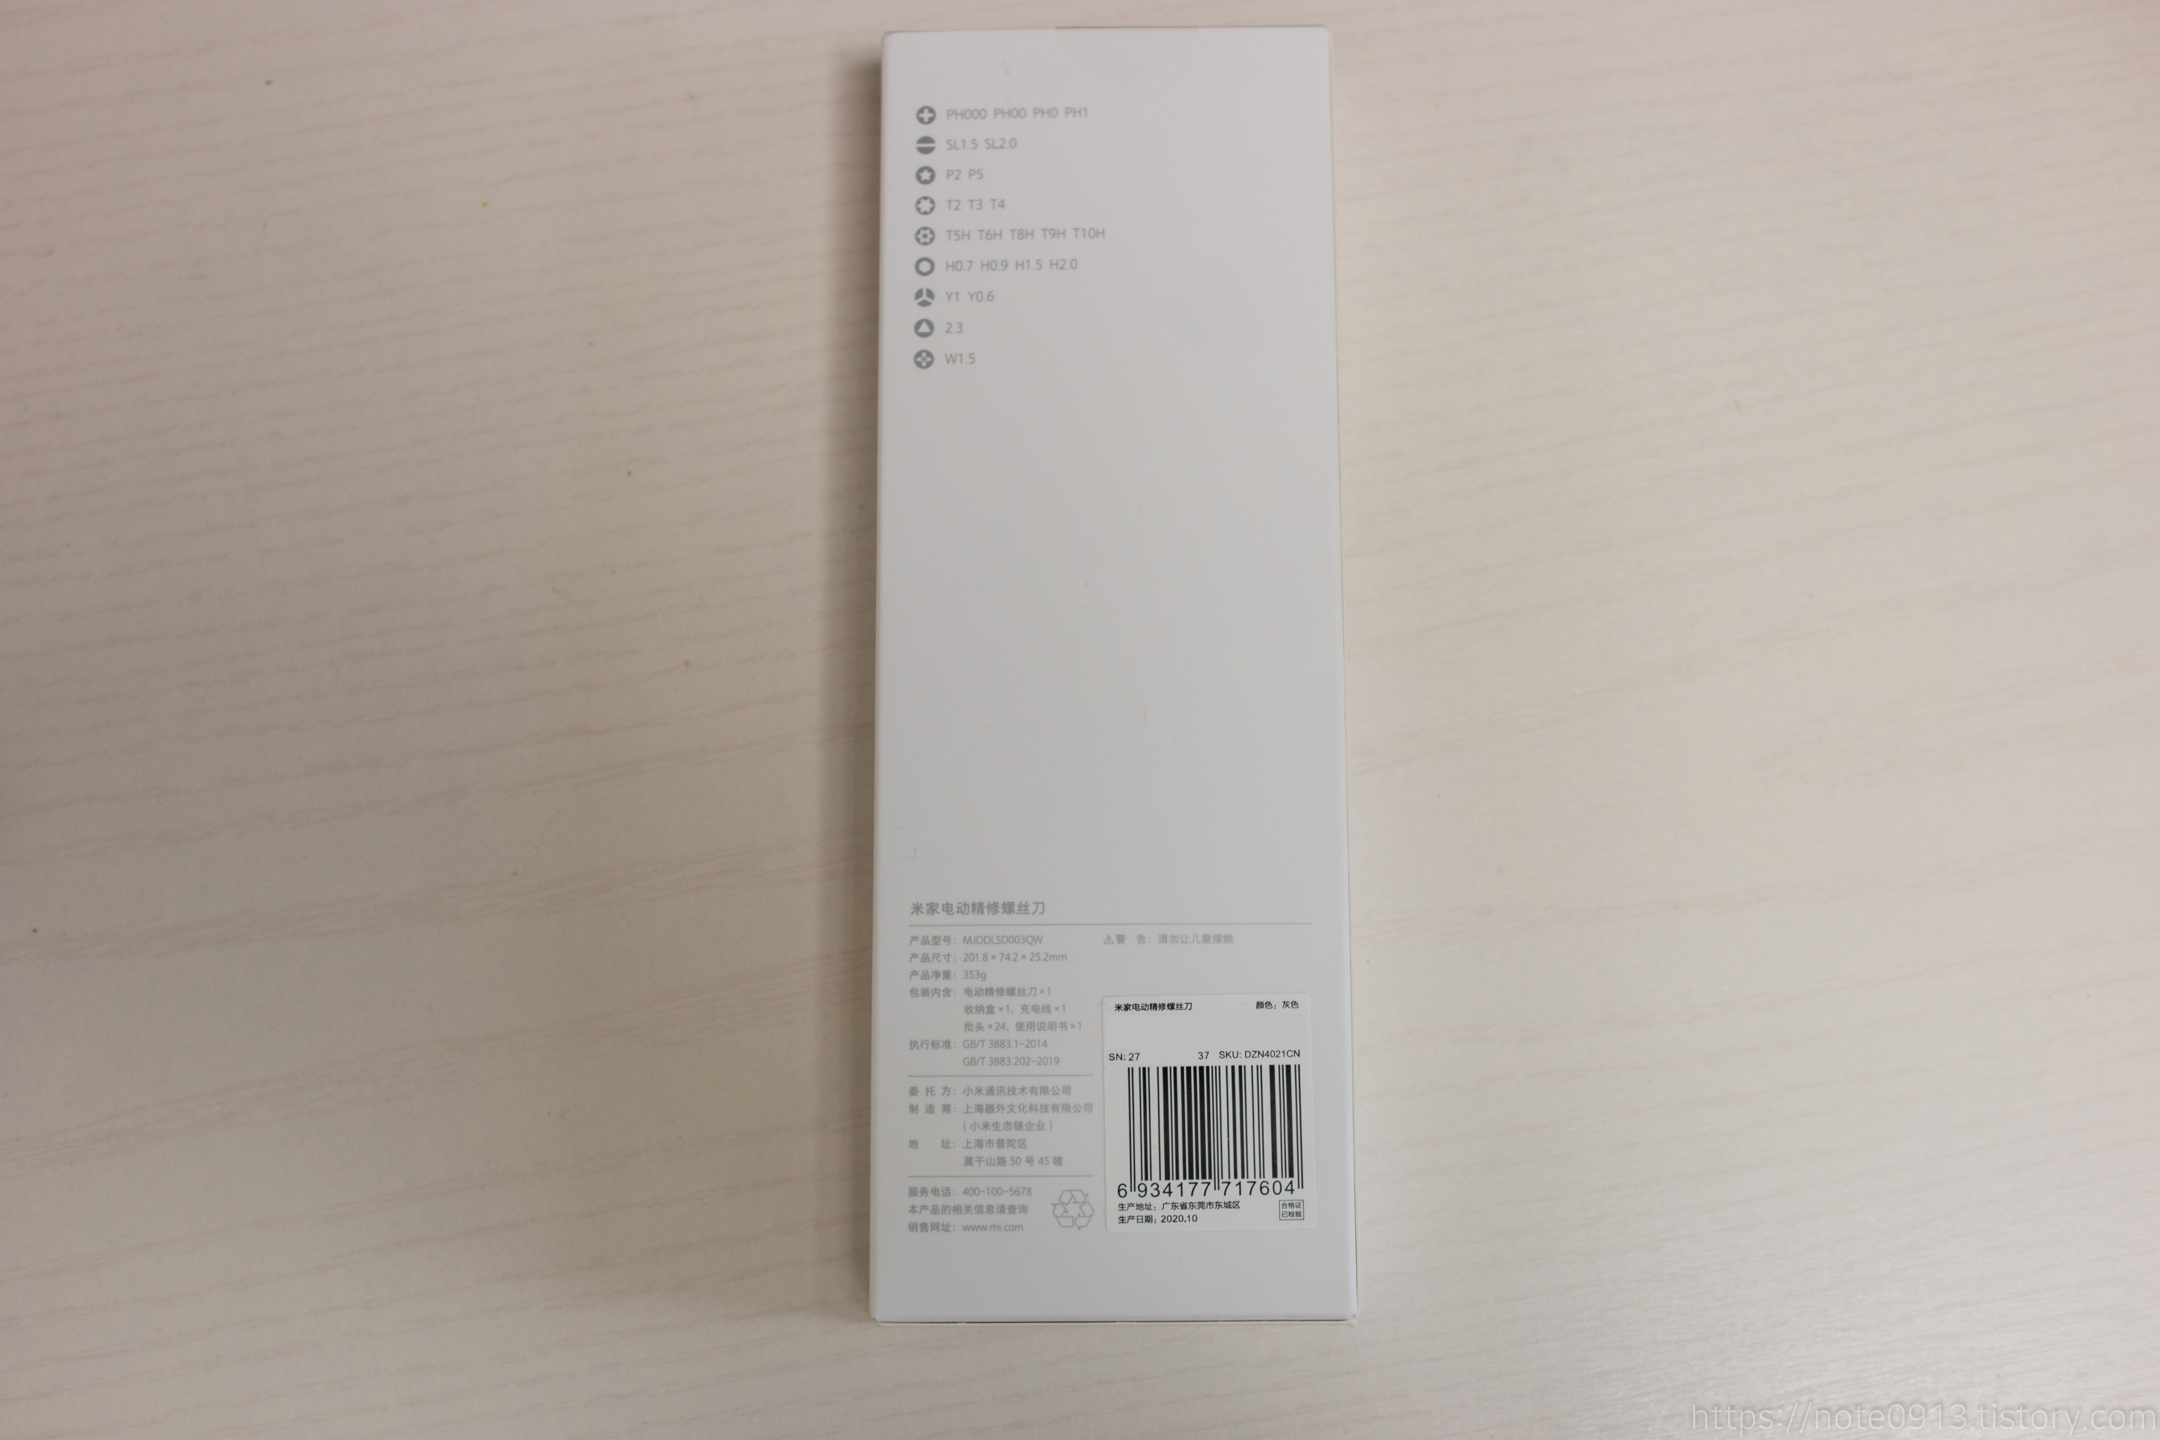 PH000 PH00 PH0 PH1
SL1.5 SL2.0
P2 P5
T2 T3 T4
T5H T6H T8H T9H T10H
H0.7 H0.9 H1.5 H2.0
Y1 Y0.6
2.3
W1.5
米家电动精修螺丝刀
产品型号: MJDDLSD003QW
产品尺寸: 201.8 × 74.2 × 25.2mm
产品净重: 353g
包装内含: 电动精修螺丝刀×1
收纳盒×1, 充电线×1
批头×24, 使用说明书×1
执行标准: GB/T 3883.1-2014
GB/T 3883.202-2019
委 托 方: 小米通讯技术有限公司
制 造 商: 上海器外文化科技有限公司
(小米生态链企业)
地 址: 上海市普陀区
莫干山路 50 号 45 幢
服务电话: 400-100-5678
本产品的相关信息请查询
销售网址: www.mi.com
⚠警 告: 请勿让儿童接触
米家电动精修螺丝刀 颜色: 灰色
SN: 27 37 SKU: DZN4021CN
6 934177 717604
生产地址: 广东省东莞市东城区
生产日期: 2020.10
合格证
已检验
https://note0913.tistory.com